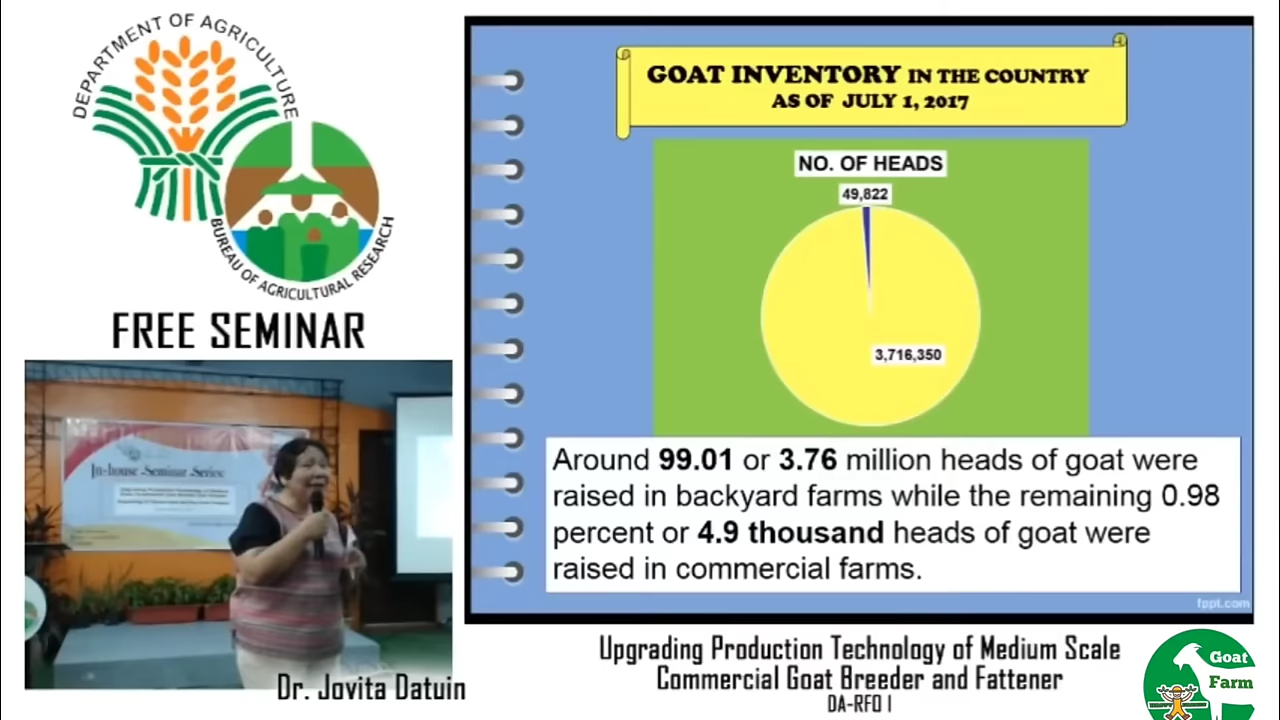 DEPARTMENT OF AGRICULTURE
BUREAU OF AGRICULTURAL RESEARCH
FREE SEMINAR
In-house Seminar Series
Dr. Jovita Datuin
GOAT INVENTORY IN THE COUNTRY
AS OF JULY 1, 2017
NO. OF HEADS
49,822
3,716,350
Around 99.01 or 3.76 million heads of goat were
raised in backyard farms while the remaining 0.98
percent or 4.9 thousand heads of goat were
raised in commercial farms.
fppt.com
Upgrading Production Technology of Medium Scale
Commercial Goat Breeder and Fattener
DA-RFO I
Goat
Farm